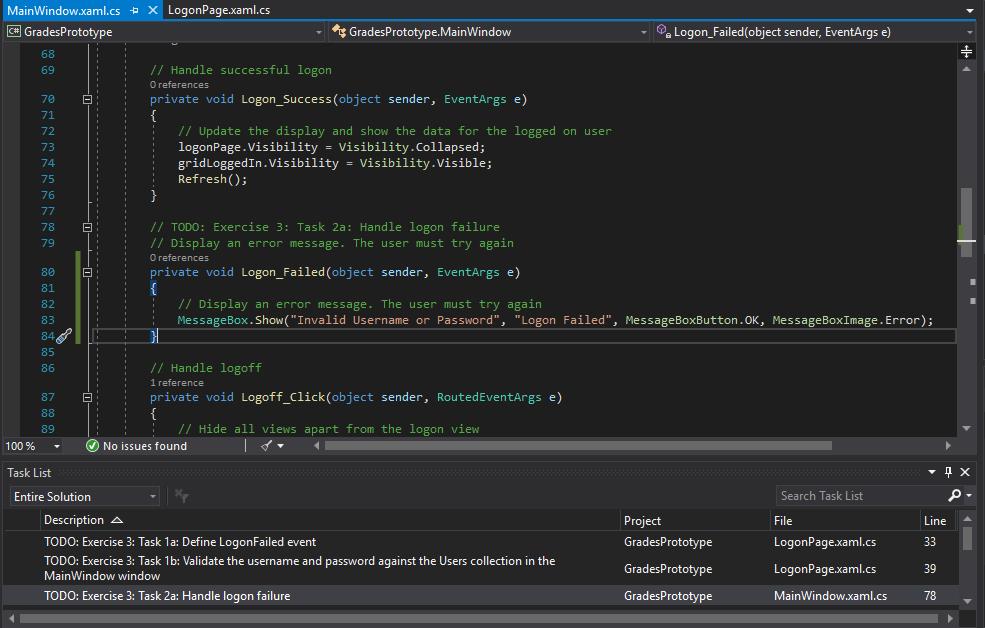 MainWindow.xaml.cs LogonPage.xaml.cs
C# GradesPrototype GradesPrototype.MainWindow Logon_Failed(object sender, EventArgs e)
68
69 // Handle successful logon
0 references
70 private void Logon_Success(object sender, EventArgs e)
71 {
72 // Update the display and show the data for the logged on user
73 logonPage.Visibility = Visibility.Collapsed;
74 gridLoggedIn.Visibility = Visibility.Visible;
75 Refresh();
76 }
77
78 // TODO: Exercise 3: Task 2a: Handle logon failure
79 // Display an error message. The user must try again
0 references
80 private void Logon_Failed(object sender, EventArgs e)
81 {
82 // Display an error message. The user must try again
83 MessageBox.Show("Invalid Username or Password", "Logon Failed", MessageBoxButton.OK, MessageBoxImage.Error);
84 }
85
86 // Handle logoff
1 reference
87 private void Logoff_Click(object sender, RoutedEventArgs e)
88 {
89 // Hide all views apart from the logon view
100 % No issues found
Task List
Entire Solution Search Task List
Description Project File Line
TODO: Exercise 3: Task 1a: Define LogonFailed event GradesPrototype LogonPage.xaml.cs 33
TODO: Exercise 3: Task 1b: Validate the username and password against the Users collection in the
MainWindow window GradesPrototype LogonPage.xaml.cs 39
TODO: Exercise 3: Task 2a: Handle logon failure GradesPrototype MainWindow.xaml.cs 78